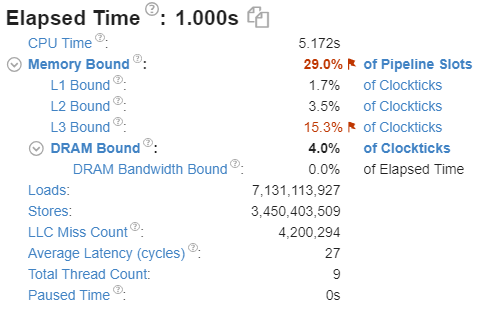 Elapsed Time ?: 1.000s
CPU Time ?: 5.172s
Memory Bound ?: 29.0% of Pipeline Slots
L1 Bound ?: 1.7% of Clockticks
L2 Bound ?: 3.5% of Clockticks
L3 Bound ?: 15.3% of Clockticks
DRAM Bound ?: 4.0% of Clockticks
DRAM Bandwidth Bound ?: 0.0% of Elapsed Time
Loads: 7,131,113,927
Stores: 3,450,403,509
LLC Miss Count ?: 4,200,294
Average Latency (cycles) ?: 27
Total Thread Count: 9
Paused Time ?: 0s